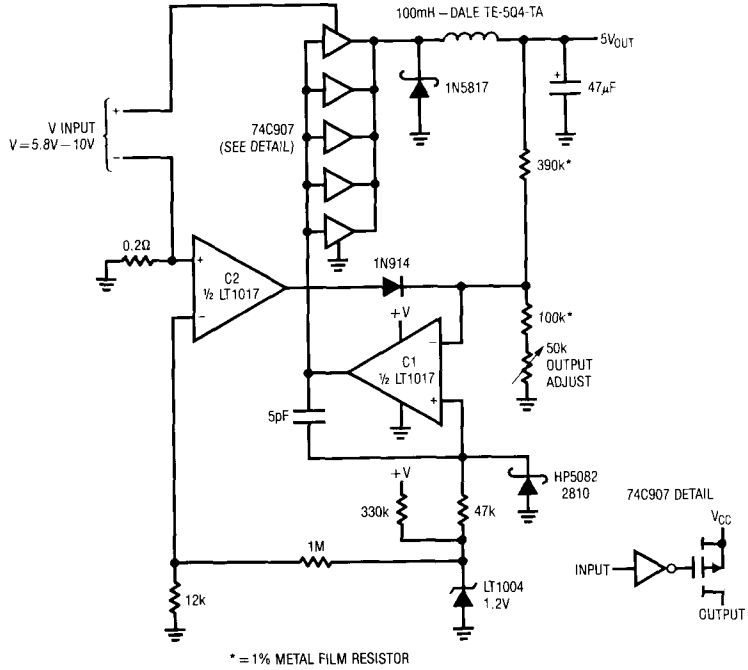 100mH – DALE TE-5Q4-TA
5VOUT
+
1N5817
+
47µF
V INPUT
V = 5.8V – 10V
74C907
(SEE DETAIL)
–
390k*
0.2Ω
+
C2
½ LT1017
–
1N914
+V
100k*
–
C1
½ LT1017
+
50k
OUTPUT
ADJUST
5pF
+V
HP5082
2810
74C907 DETAIL
330k
47k
VCC
1M
INPUT
12k
LT1004
1.2V
OUTPUT
* = 1% METAL FILM RESISTOR